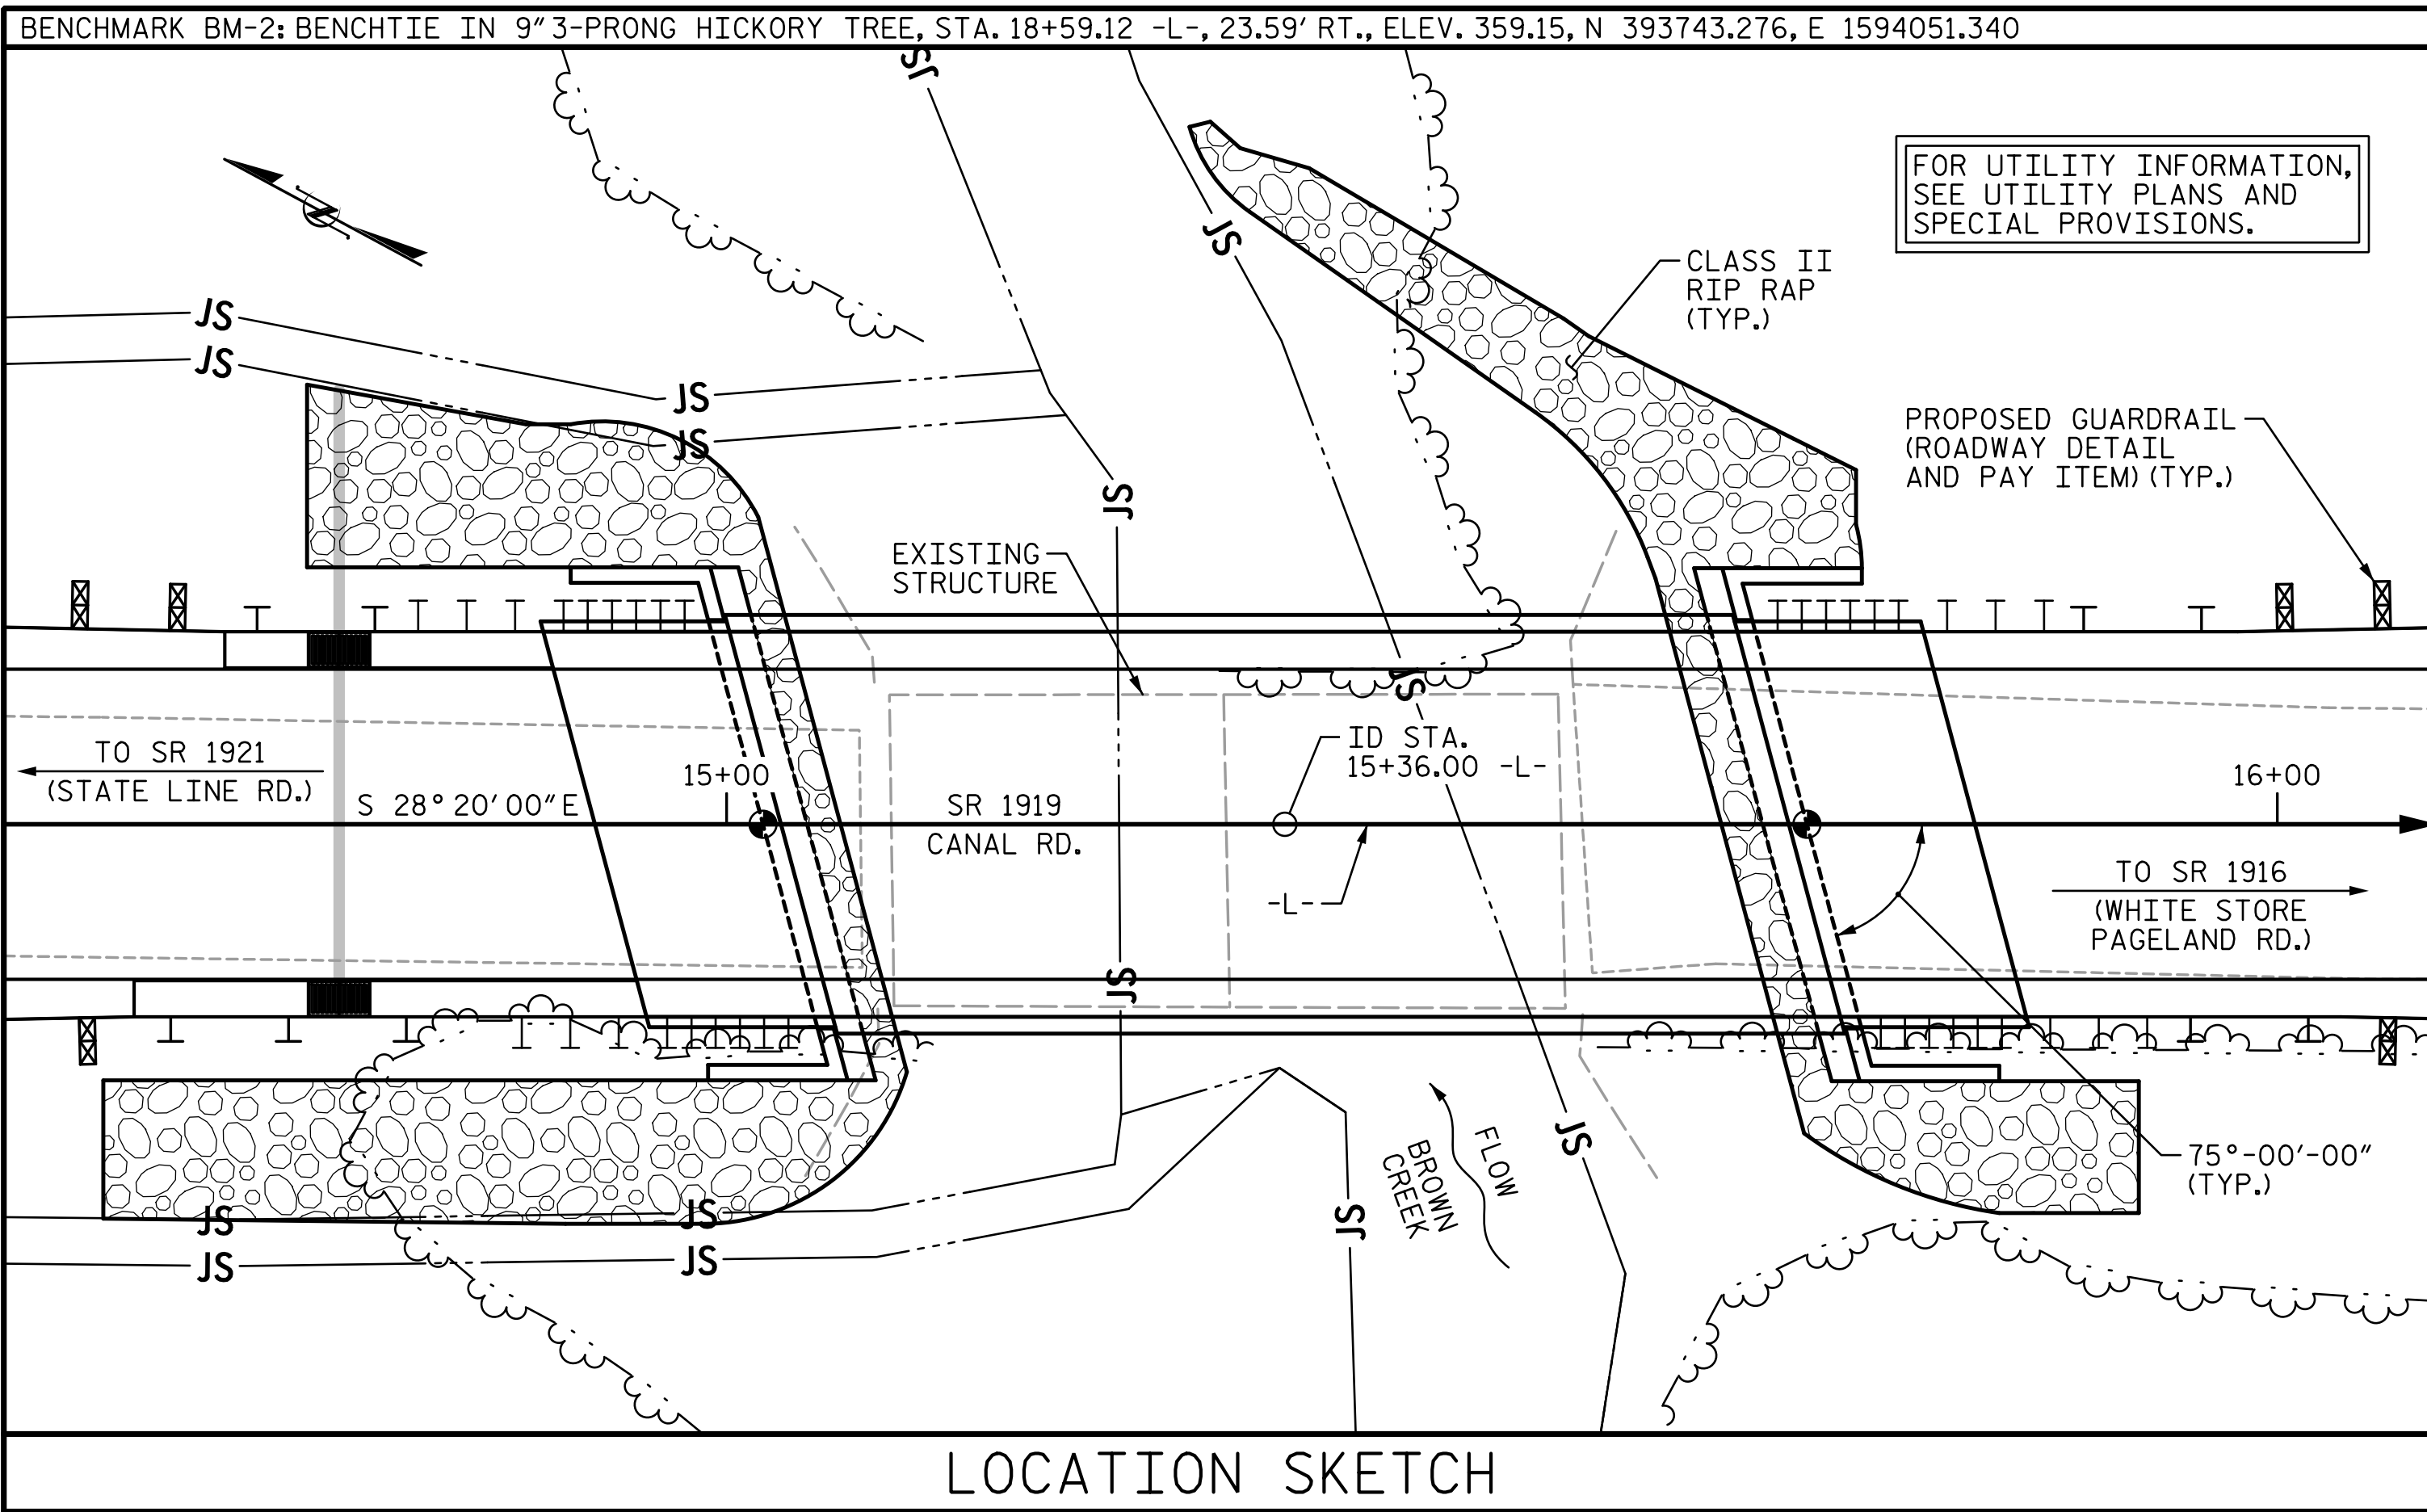 BENCHMARK BM-2: BENCHTIE IN 9" 3-PRONG HICKORY TREE, STA. 18+59.12 -L-, 23.59' RT., ELEV. 359.15, N 393743.276, E 1594051.340
JS
FOR UTILITY INFORMATION,
SEE UTILITY PLANS AND
SPECIAL PROVISIONS.
JS
CLASS II
RIP RAP
(TYP.)
JS
JS
JS
JS
PROPOSED GUARDRAIL
(ROADWAY DETAIL
AND PAY ITEM) (TYP.)
JS
EXISTING
STRUCTURE
JS
TO SR 1921
(STATE LINE RD.)
S 28° 20' 00" E
15+00
SR 1919
CANAL RD.
ID STA.
15+36.00 -L-
-L-
16+00
TO SR 1916
(WHITE STORE
PAGELAND RD.)
JS
JS
FLOW
BROWN
CREEK
75°-00'-00"
(TYP.)
JS
JS
JS
JS
JS
LOCATION SKETCH